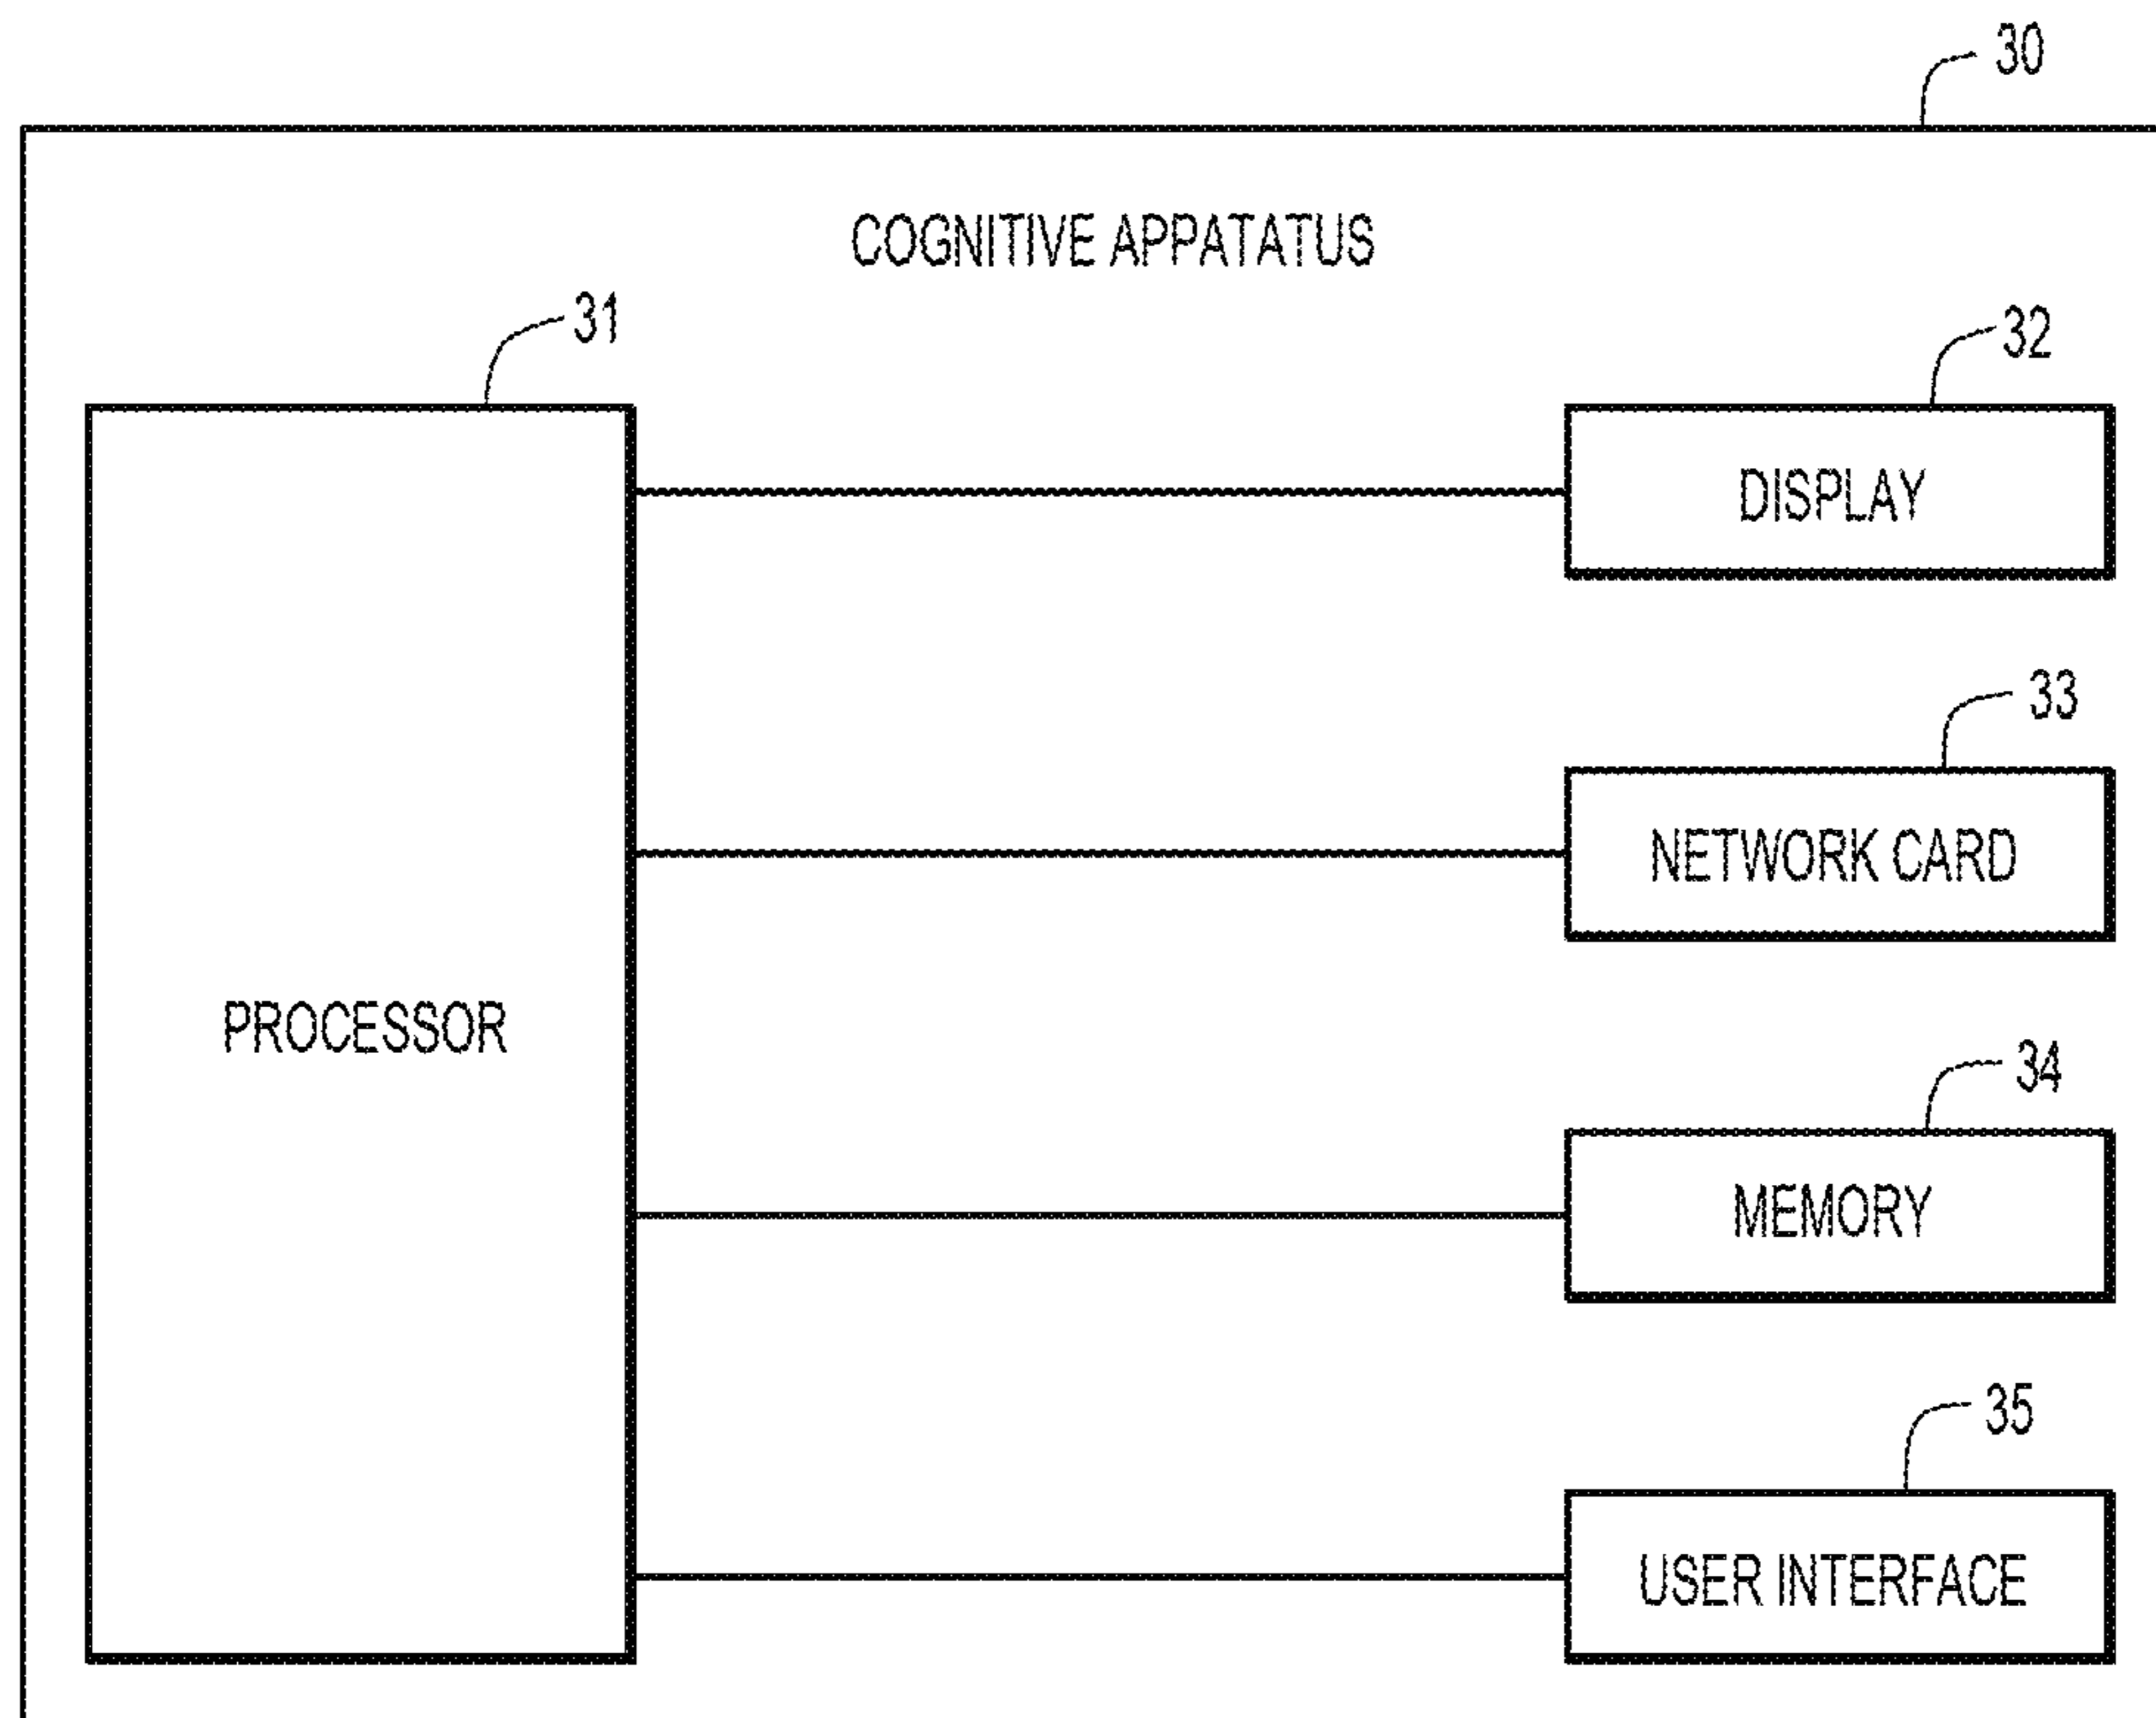 30
COGNITIVE APPATATUS
31
32
DISPLAY
33
NETWORK CARD
PROCESSOR
34
MEMORY
35
USER INTERFACE